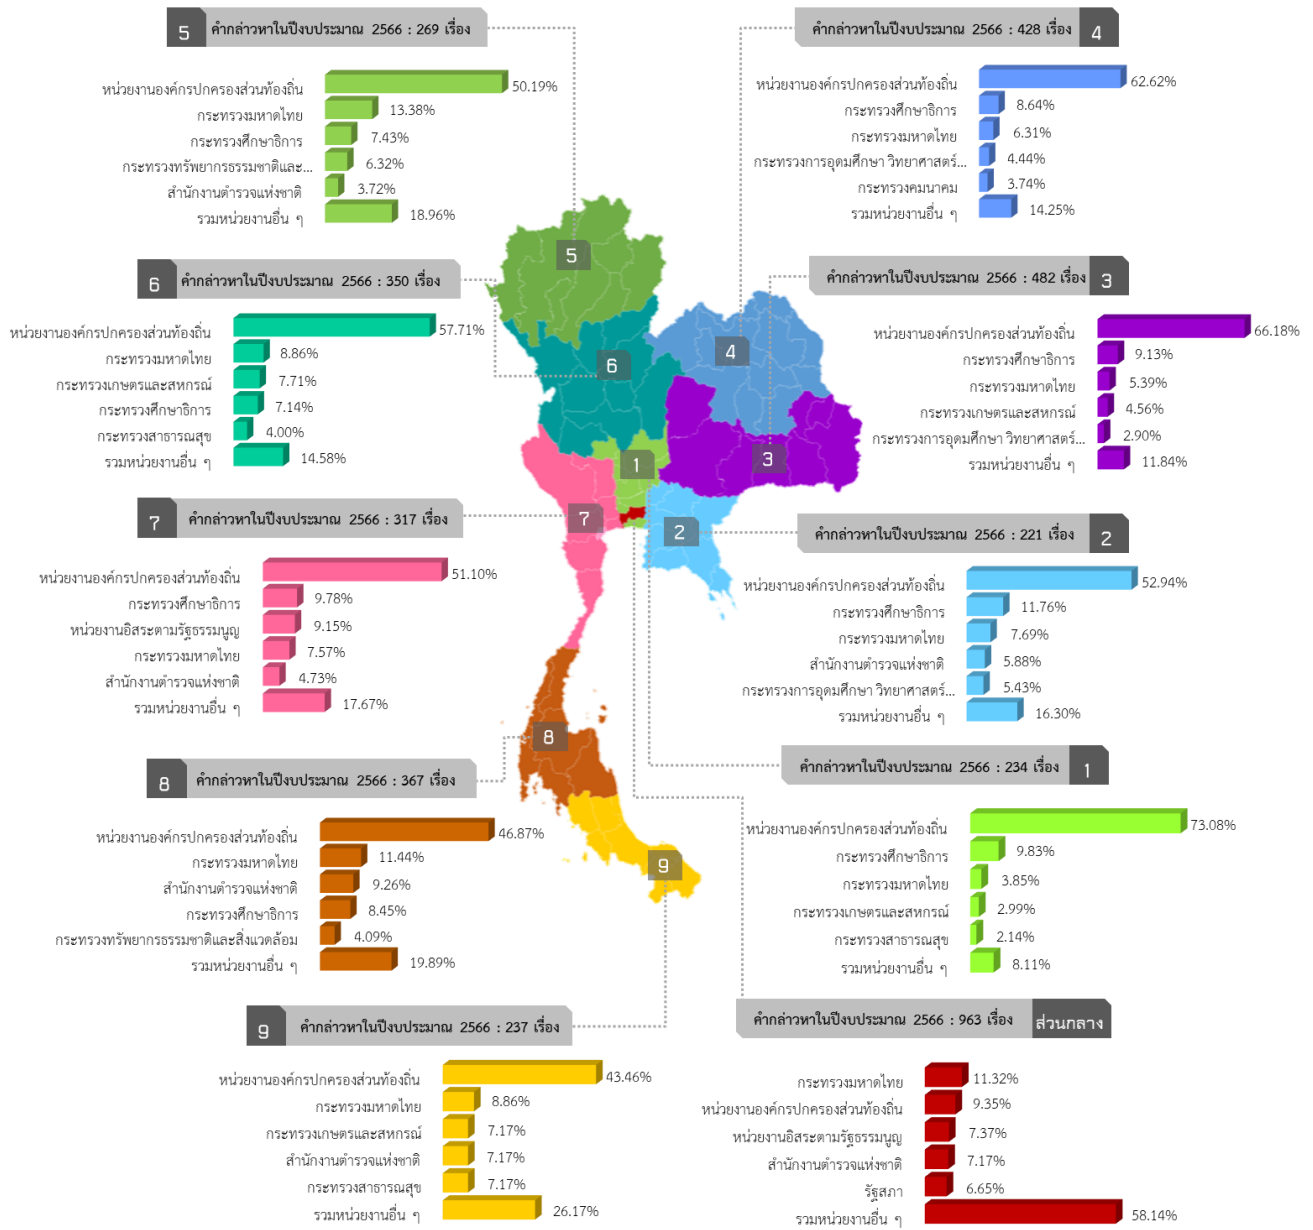 5 คำกล่าวหาในปีงบประมาณ 2566 : 269 เรื่อง
หน่วยงานองค์กรปกครองส่วนท้องถิ่น 50.19%
กระทรวงมหาดไทย 13.38%
กระทรวงศึกษาธิการ 7.43%
กระทรวงทรัพยากรธรรมชาติและ... 6.32%
สำนักงานตำรวจแห่งชาติ 3.72%
รวมหน่วยงานอื่น ๆ 18.96%
คำกล่าวหาในปีงบประมาณ 2566 : 428 เรื่อง 4
หน่วยงานองค์กรปกครองส่วนท้องถิ่น 62.62%
กระทรวงศึกษาธิการ 8.64%
กระทรวงมหาดไทย 6.31%
กระทรวงการอุดมศึกษา วิทยาศาสตร์... 4.44%
กระทรวงคมนาคม 3.74%
รวมหน่วยงานอื่น ๆ 14.25%
6 คำกล่าวหาในปีงบประมาณ 2566 : 350 เรื่อง
หน่วยงานองค์กรปกครองส่วนท้องถิ่น 57.71%
กระทรวงมหาดไทย 8.86%
กระทรวงเกษตรและสหกรณ์ 7.71%
กระทรวงศึกษาธิการ 7.14%
กระทรวงสาธารณสุข 4.00%
รวมหน่วยงานอื่น ๆ 14.58%
คำกล่าวหาในปีงบประมาณ 2566 : 482 เรื่อง 3
หน่วยงานองค์กรปกครองส่วนท้องถิ่น 66.18%
กระทรวงศึกษาธิการ 9.13%
กระทรวงมหาดไทย 5.39%
กระทรวงเกษตรและสหกรณ์ 4.56%
กระทรวงการอุดมศึกษา วิทยาศาสตร์... 2.90%
รวมหน่วยงานอื่น ๆ 11.84%
5
4
6
3
1
7
2
8
9
7 คำกล่าวหาในปีงบประมาณ 2566 : 317 เรื่อง
หน่วยงานองค์กรปกครองส่วนท้องถิ่น 51.10%
กระทรวงศึกษาธิการ 9.78%
หน่วยงานอิสระตามรัฐธรรมนูญ 9.15%
กระทรวงมหาดไทย 7.57%
สำนักงานตำรวจแห่งชาติ 4.73%
รวมหน่วยงานอื่น ๆ 17.67%
คำกล่าวหาในปีงบประมาณ 2566 : 221 เรื่อง 2
หน่วยงานองค์กรปกครองส่วนท้องถิ่น 52.94%
กระทรวงศึกษาธิการ 11.76%
กระทรวงมหาดไทย 7.69%
สำนักงานตำรวจแห่งชาติ 5.88%
กระทรวงการอุดมศึกษา วิทยาศาสตร์... 5.43%
รวมหน่วยงานอื่น ๆ 16.30%
8 คำกล่าวหาในปีงบประมาณ 2566 : 367 เรื่อง
หน่วยงานองค์กรปกครองส่วนท้องถิ่น 46.87%
กระทรวงมหาดไทย 11.44%
สำนักงานตำรวจแห่งชาติ 9.26%
กระทรวงศึกษาธิการ 8.45%
กระทรวงทรัพยากรธรรมชาติและสิ่งแวดล้อม 4.09%
รวมหน่วยงานอื่น ๆ 19.89%
คำกล่าวหาในปีงบประมาณ 2566 : 234 เรื่อง 1
หน่วยงานองค์กรปกครองส่วนท้องถิ่น 73.08%
กระทรวงศึกษาธิการ 9.83%
กระทรวงมหาดไทย 3.85%
กระทรวงเกษตรและสหกรณ์ 2.99%
กระทรวงสาธารณสุข 2.14%
รวมหน่วยงานอื่น ๆ 8.11%
9 คำกล่าวหาในปีงบประมาณ 2566 : 237 เรื่อง
หน่วยงานองค์กรปกครองส่วนท้องถิ่น 43.46%
กระทรวงมหาดไทย 8.86%
กระทรวงเกษตรและสหกรณ์ 7.17%
สำนักงานตำรวจแห่งชาติ 7.17%
กระทรวงสาธารณสุข 7.17%
รวมหน่วยงานอื่น ๆ 26.17%
คำกล่าวหาในปีงบประมาณ 2566 : 963 เรื่อง ส่วนกลาง
กระทรวงมหาดไทย 11.32%
หน่วยงานองค์กรปกครองส่วนท้องถิ่น 9.35%
หน่วยงานอิสระตามรัฐธรรมนูญ 7.37%
สำนักงานตำรวจแห่งชาติ 7.17%
รัฐสภา 6.65%
รวมหน่วยงานอื่น ๆ 58.14%